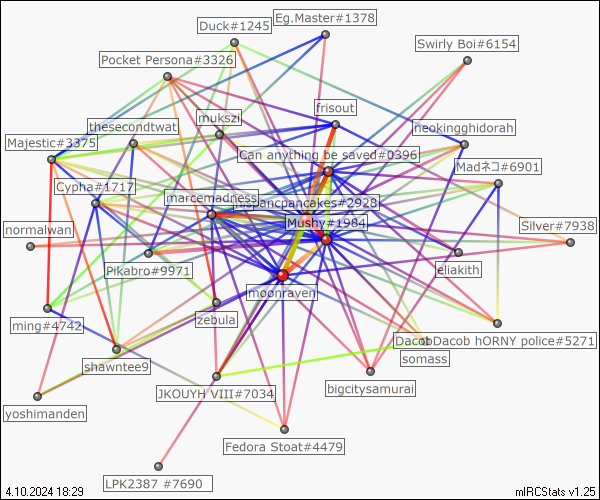 Duck#1245
Eg.Master#1378
Swirly Boi#6154
Pocket Persona#3326
frisout
mukszi
thesecondtwat
neokingghidorah
Majestic#3375
Can anything be saved#0396
Madネコ#6901
Cypha#1717
marcemadness
pancpancakes#2928
Mushy#1984
Silver#7938
normalwan
Pikabro#9971
eliakith
moonraven
ming#4742
zebula
Dacob hORNY police#5271
somass
shawntee9
bigcitysamurai
JKOUYH VIII#7034
yoshimanden
Fedora Stoat#4479
LPK2387 #7690
4.10.2024 18:29
mIRCStats v1.25